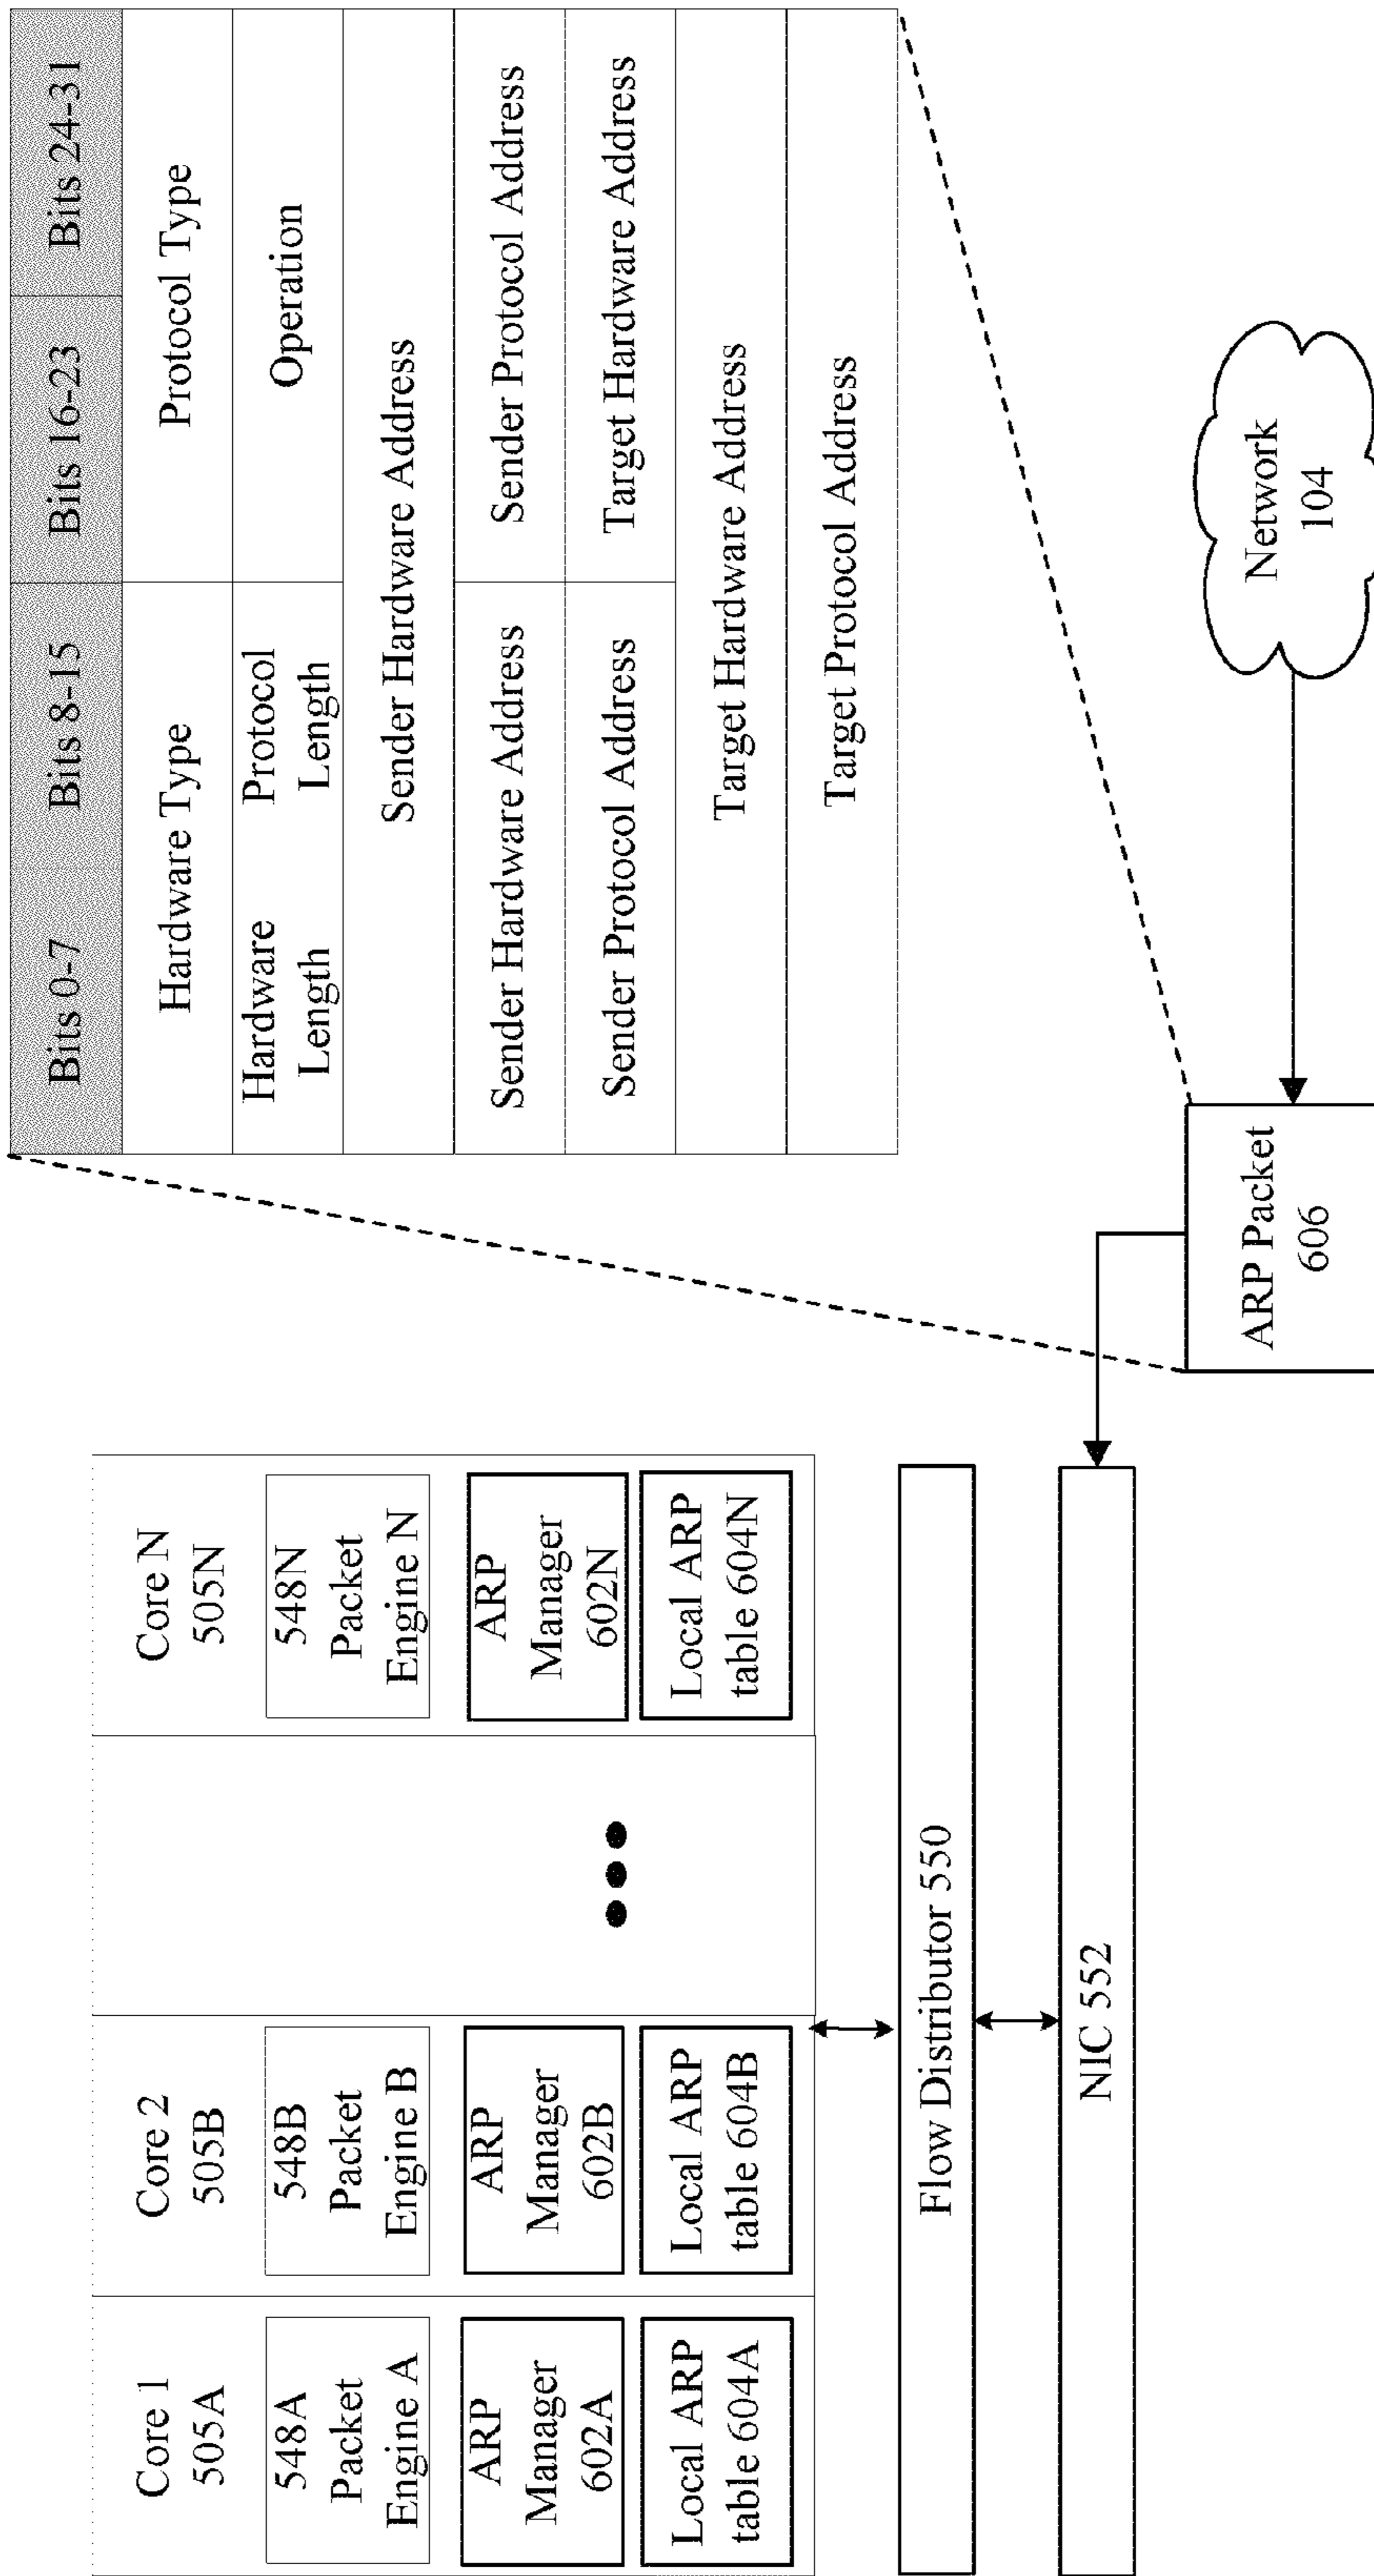 Core 1
505A
548A
Packet
Engine A
ARP
Manager
602A
Local ARP
table 604A
Core 2
505B
548B
Packet
Engine B
ARP
Manager
602B
Local ARP
table 604B
Core N
505N
548N
Packet
Engine N
ARP
Manager
602N
Local ARP
table 604N
Flow Distributor 550
NIC 552
Bits 0-7 Bits 8-15 Bits 16-23 Bits 24-31
Hardware Type Protocol Type
Hardware Protocol Operation
Length Length
Sender Hardware Address
Sender Hardware Address Sender Protocol Address
Sender Protocol Address Target Hardware Address
Target Hardware Address
Target Protocol Address
ARP Packet
606
Network
104